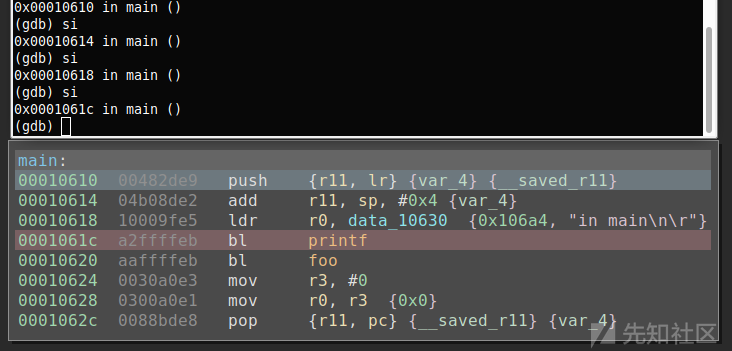 0x00010610 in main ()
(gdb) si
0x00010614 in main ()
(gdb) si
0x00010618 in main ()
(gdb) si
0x0001061c in main ()
(gdb)
main:
00010610 00482de9 push {r11, lr} {var_4} {__saved_r11}
00010614 04b08de2 add r11, sp, #0x4 {var_4}
00010618 10009fe5 ldr r0, data_10630 {0x106a4, "in main\n\r"}
0001061c a2ffffeb bl printf
00010620 aaffffeb bl foo
00010624 0030a0e3 mov r3, #0
00010628 0300a0e1 mov r0, r3 {0x0}
0001062c 0088bde8 pop {r11, pc} {__saved_r11} {var_4}
先知社区